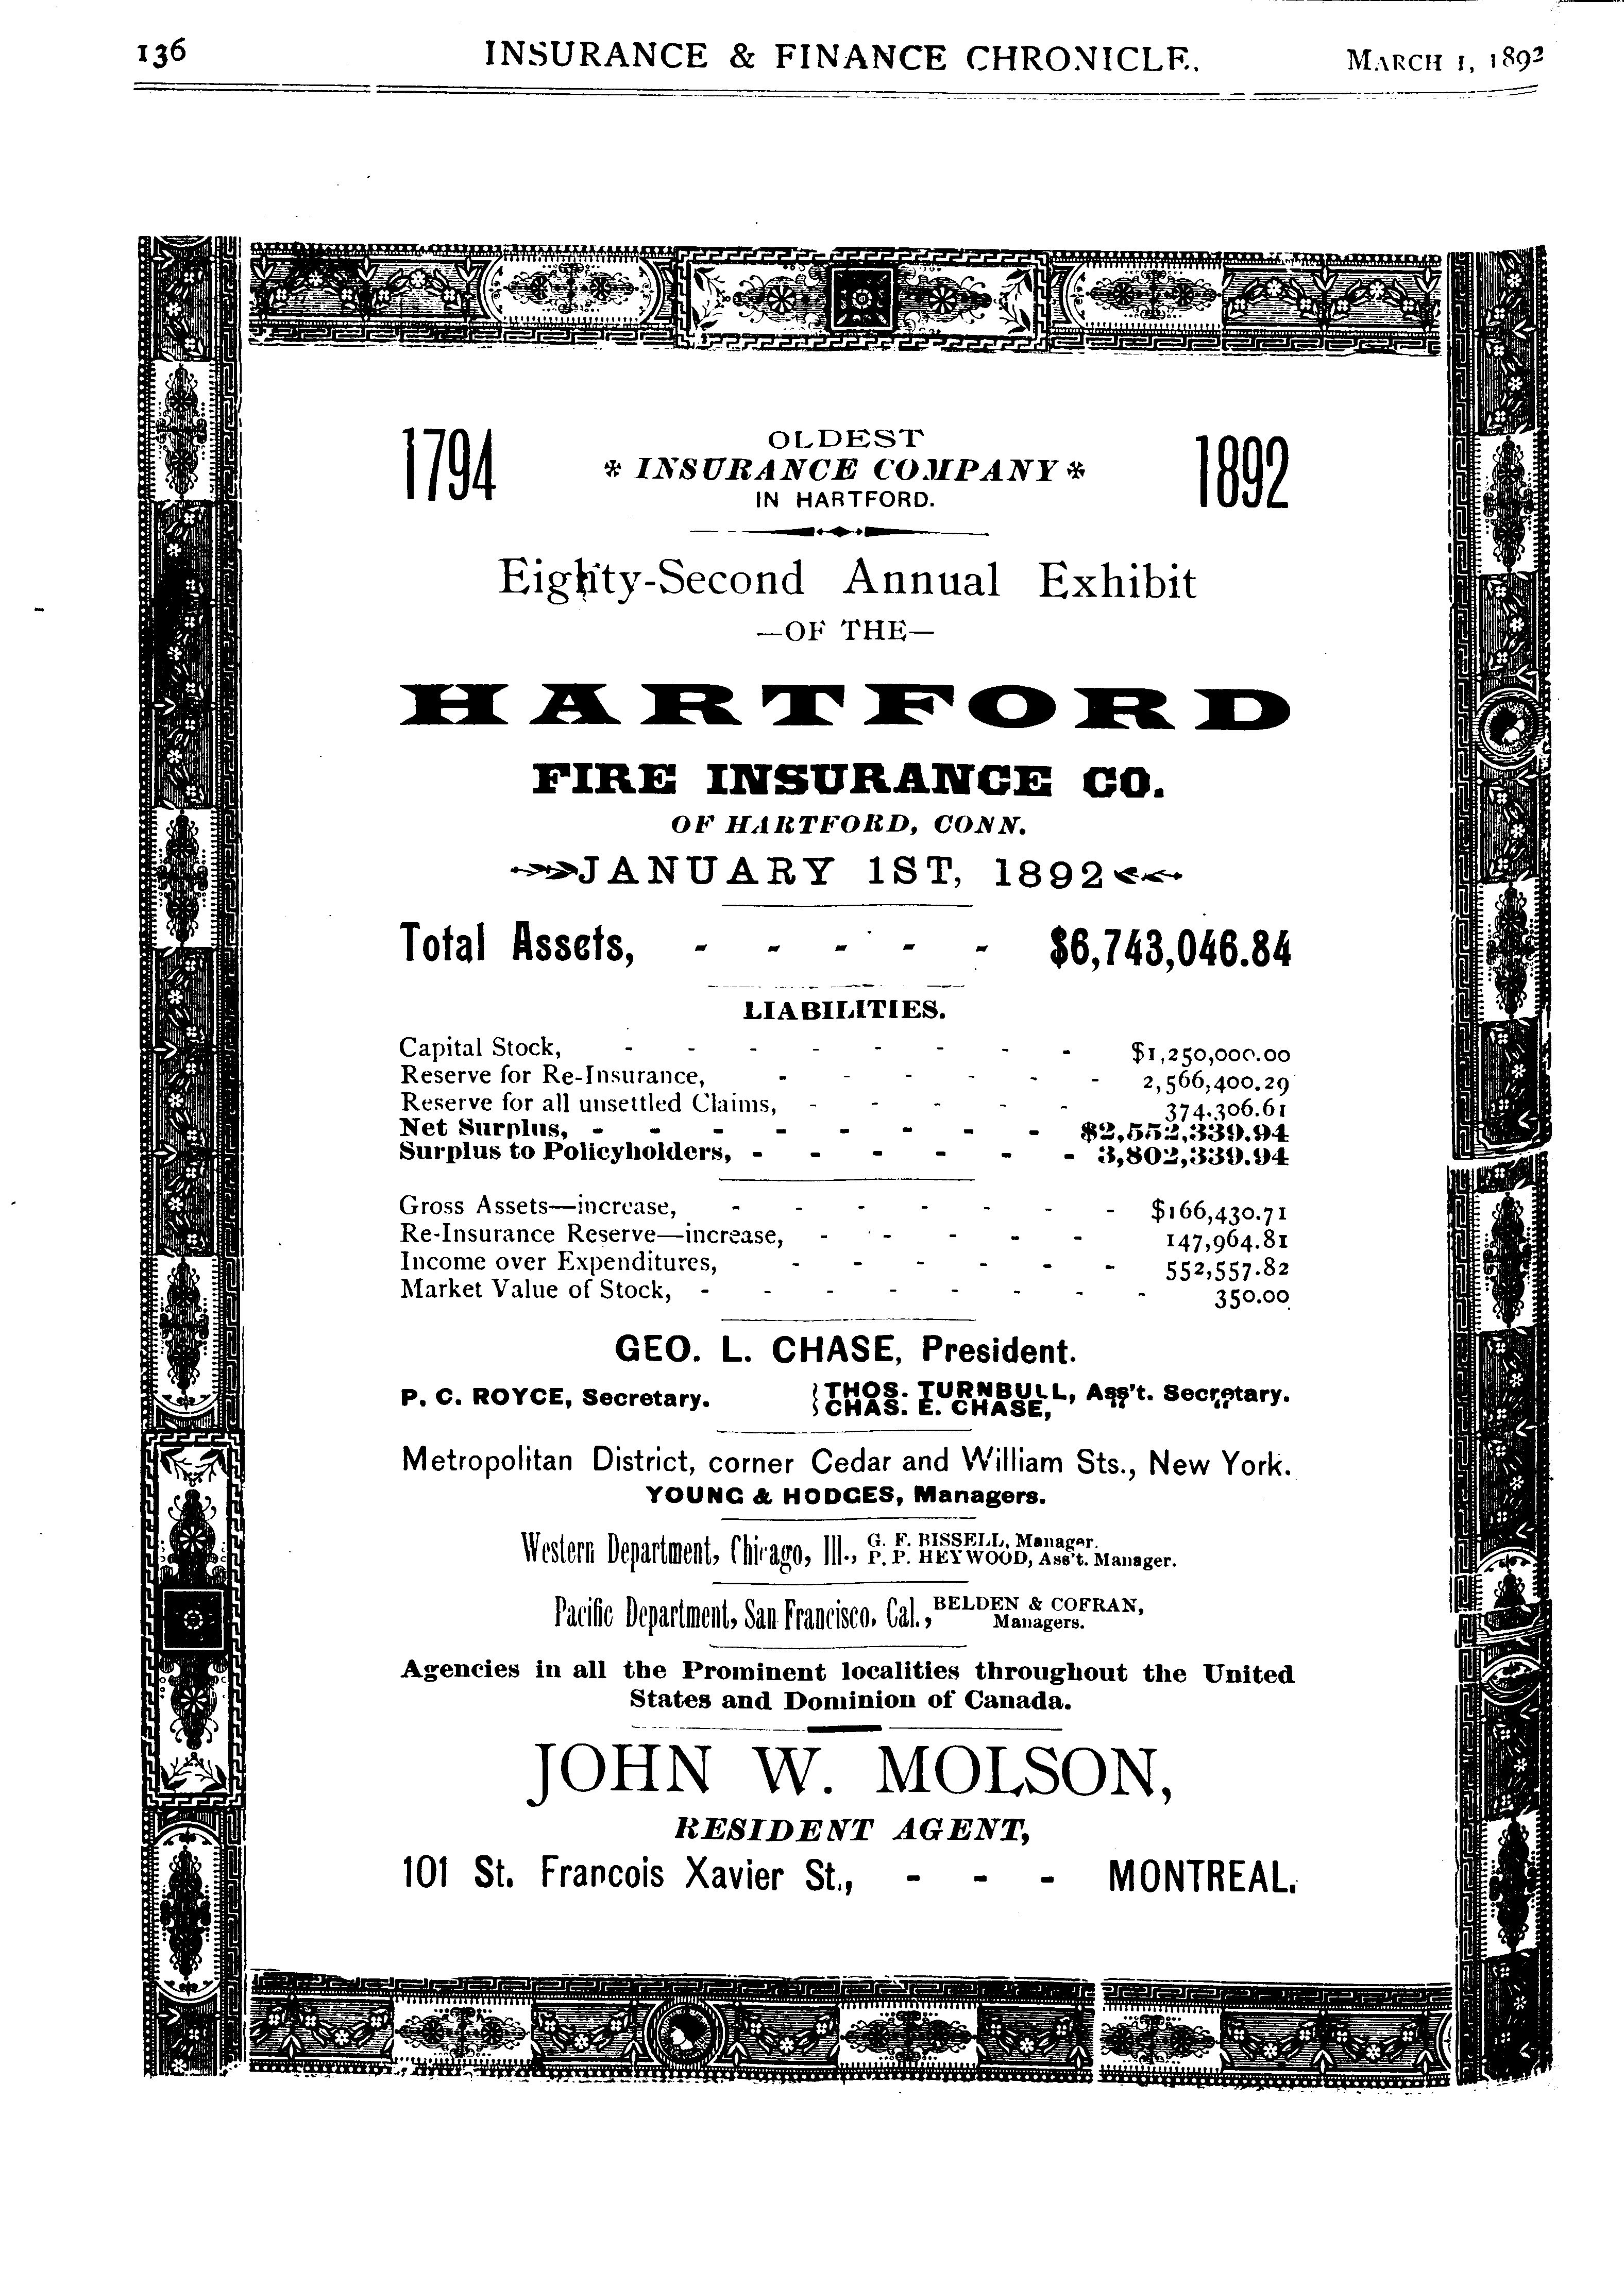 136 INSURANCE & FINANCE CHRONICLE. MARCH 1, 1892
1794 OLDEST 1892
* INSURANCE COMPANY *
IN HARTFORD.
Eighty-Second Annual Exhibit
—OF THE—
HARTFORD
FIRE INSURANCE CO.
OF HARTFORD, CONN.
JANUARY 1ST, 1892
Total Assets, - - - - - $6,743,046.84
LIABILITIES.
Capital Stock, - - - - - - - - $1,250,000.00
Reserve for Re-Insurance, - - - - - - 2,566,400.29
Reserve for all unsettled Claims, - - - - - 374,306.61
Net Surplus, - - - - - - - - $2,552,339.94
Surplus to Policyholders, - - - - - - 3,802,339.94
Gross Assets—increase, - - - - - - - $166,430.71
Re-Insurance Reserve—increase, - - - - - 147,964.81
Income over Expenditures, - - - - - - 552,557.82
Market Value of Stock, - - - - - - - - 350.00
GEO. L. CHASE, President.
P. C. ROYCE, Secretary. THOS. TURNBULL, Ass't. Secretary.
CHAS. E. CHASE, " "
Metropolitan District, corner Cedar and William Sts., New York.
YOUNG & HODGES, Managers.
Western Department, Chicago, Ill., G. F. BISSELL, Manager.
P. P. HEYWOOD, Ass't. Manager.
Pacific Department, San Francisco, Cal., BELDEN & COFRAN,
Managers.
Agencies in all the Prominent localities throughout the United
States and Dominion of Canada.
JOHN W. MOLSON,
RESIDENT AGENT,
101 St. Francois Xavier St., - - - MONTREAL.